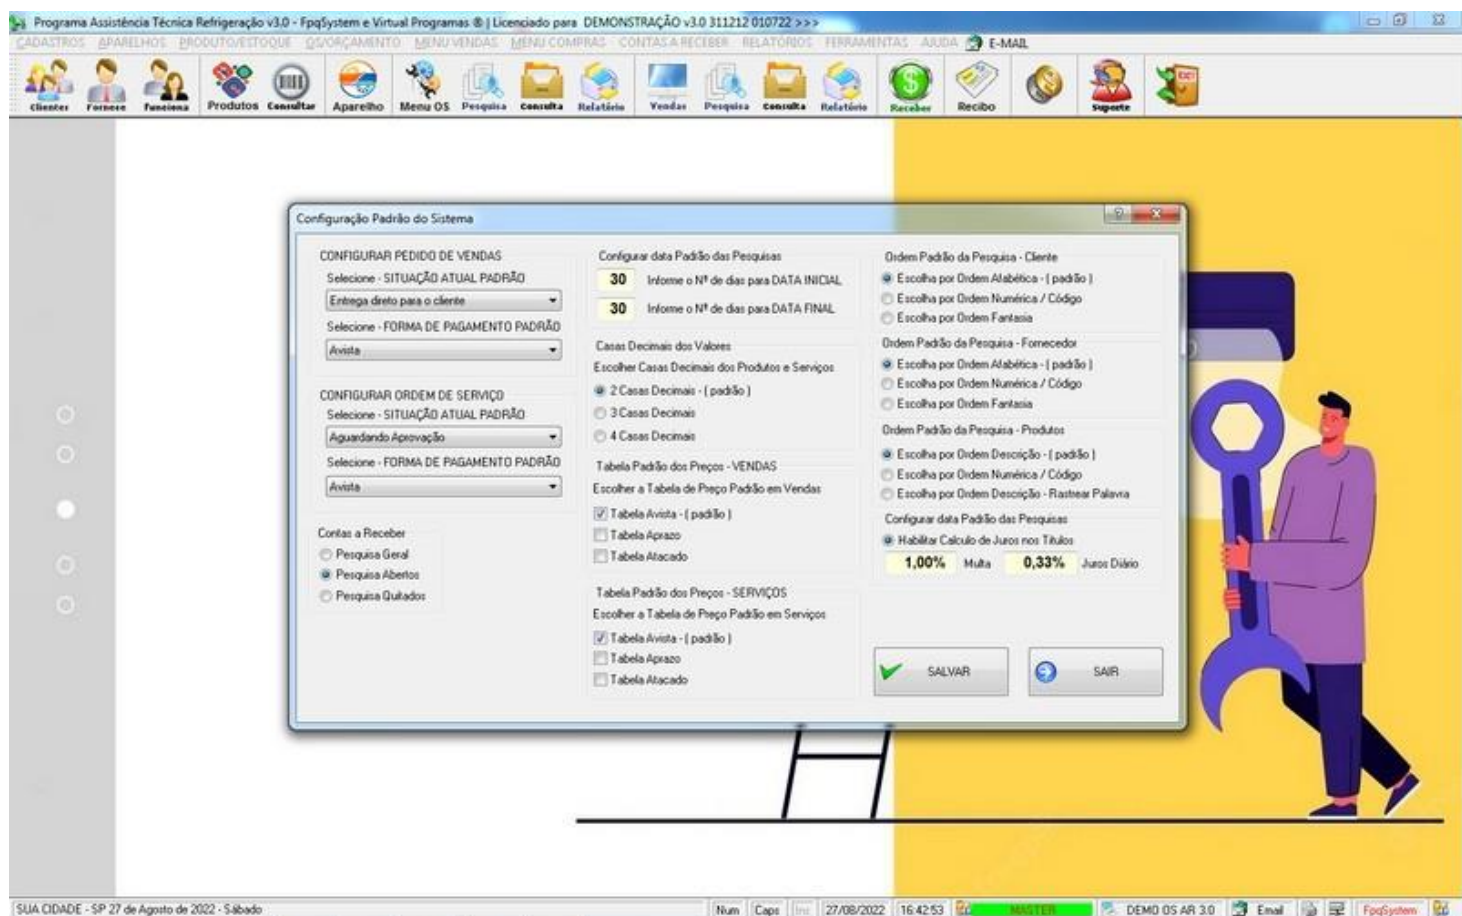 Programa Assistência Técnica Refrigeração v3.0 - FpqSystem e Virtual Programas ® | Licenciado para DEMONSTRAÇÃO v3.0 311212 010722 >>>
CADASTROS APARELHOS PRODUTO/ESTOQUE OS/ORÇAMENTO MENU VENDAS MENU COMPRAS CONTAS A RECEBER RELATÓRIOS FERRAMENTAS AJUDA E-MAIL
Clientes Fornece Funciona Produtos Consultar Aparelho Menu OS Pesquisa Consulta Relatório Vendas Pesquisa Consulta Relatório Receber Recibo Suporte
EXIT
Configuração Padrão do Sistema
CONFIGURAR PEDIDO DE VENDAS
Selecione - SITUAÇÃO ATUAL PADRÃO
Entrega direto para o cliente
Selecione - FORMA DE PAGAMENTO PADRÃO
Avista
CONFIGURAR ORDEM DE SERVIÇO
Selecione - SITUAÇÃO ATUAL PADRÃO
Aguardando Aprovação
Selecione - FORMA DE PAGAMENTO PADRÃO
Avista
Contas a Receber
Pesquisa Geral
Pesquisa Abertos
Pesquisa Quitados
Configurar data Padrão das Pesquisas
30 Informe o Nº de dias para DATA INICIAL
30 Informe o Nº de dias para DATA FINAL
Casas Decimais dos Valores
Escolher Casas Decimais dos Produtos e Serviços
2 Casas Decimais - ( padrão )
3 Casas Decimais
4 Casas Decimais
Tabela Padrão dos Preços - VENDAS
Escolher a Tabela de Preço Padrão em Vendas
Tabela Avista - ( padrão )
Tabela Aprazo
Tabela Atacado
Tabela Padrão dos Preços - SERVIÇOS
Escolher a Tabela de Preço Padrão em Serviços
Tabela Avista - ( padrão )
Tabela Aprazo
Tabela Atacado
Ordem Padrão da Pesquisa - Cliente
Escolha por Ordem Alfabética - ( padrão )
Escolha por Ordem Numérica / Código
Escolha por Ordem Fantasia
Ordem Padrão da Pesquisa - Fornecedor
Escolha por Ordem Alfabética - ( padrão )
Escolha por Ordem Numérica / Código
Escolha por Ordem Fantasia
Ordem Padrão da Pesquisa - Produtos
Escolha por Ordem Descrição - ( padrão )
Escolha por Ordem Numérica / Código
Escolha por Ordem Descrição - Rastrear Palavra
Configurar data Padrão das Pesquisas
Habilitar Calculo de Juros nos Títulos
1,00% Multa 0,33% Juros Diário
SALVAR SAIR
SUA CIDADE - SP 27 de Agosto de 2022 - Sábado Num Caps Ins 27/08/2022 16:42:53 MASTER DEMO OS AR 3.0 Email FpqSystem